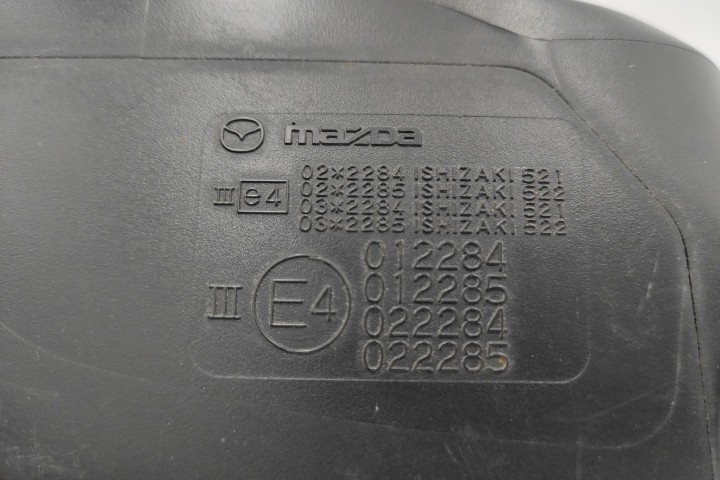 mazda
02*2284 ISHIZAKI 521
III e4 02*2285 ISHIZAKI 522
03*2284 ISHIZAKI 521
03*2285 ISHIZAKI 522
012284
012285
III E4 022284
022285